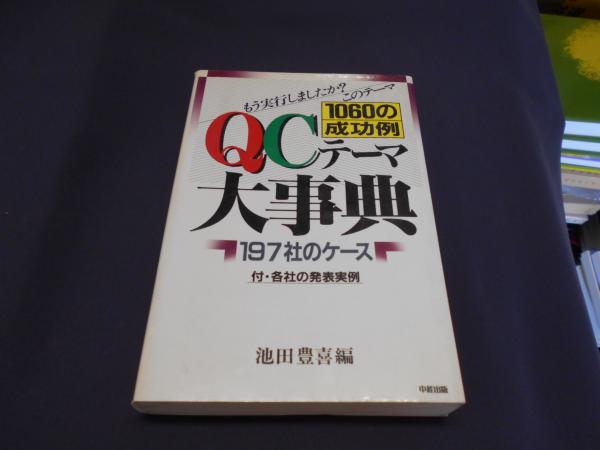 もう実行しましたか?このテーマ
1060の
成功例
QCテーマ
大事典
197社のケース
付・各社の発表実例
池田豊喜編
中経出版